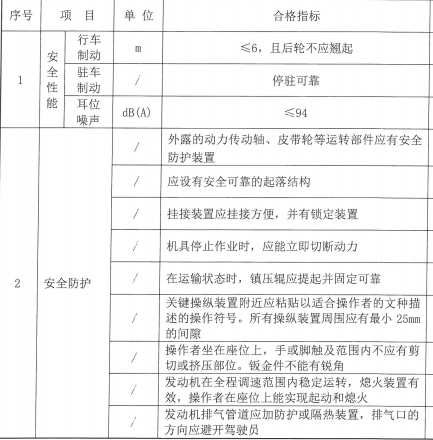 序号 项 目 单 位 合格指标
1 安全性能 行车制动 m ≤6，且后轮不应翘起
驻车制动 / 停驻可靠
耳位噪声 dB(A) ≤94
2 安全防护 / 外露的动力传动轴、皮带轮等运转部件应有安全
防护装置
/ 应设有安全可靠的起落结构
/ 挂接装置应挂接方便，并有锁定装置
/ 机具停止作业时，应能立即切断动力
/ 在运输状态时，镇压辊应提起并固定可靠
/ 关键操纵装置附近应粘贴以适合操作者的文种描
述的操作符号。所有操纵装置周围应有最小 25mm
的间隙
/ 操作者坐在座位上，手或脚触及范围内不应有剪
切或挤压部位。钣金件不能有锐角
/ 发动机在全程调速范围内稳定运转，熄火装置有
效，操作者在座位上能实现起动和熄火
/ 发动机排气管道应加防护或隔热装置，排气口的
方向应避开驾驶员